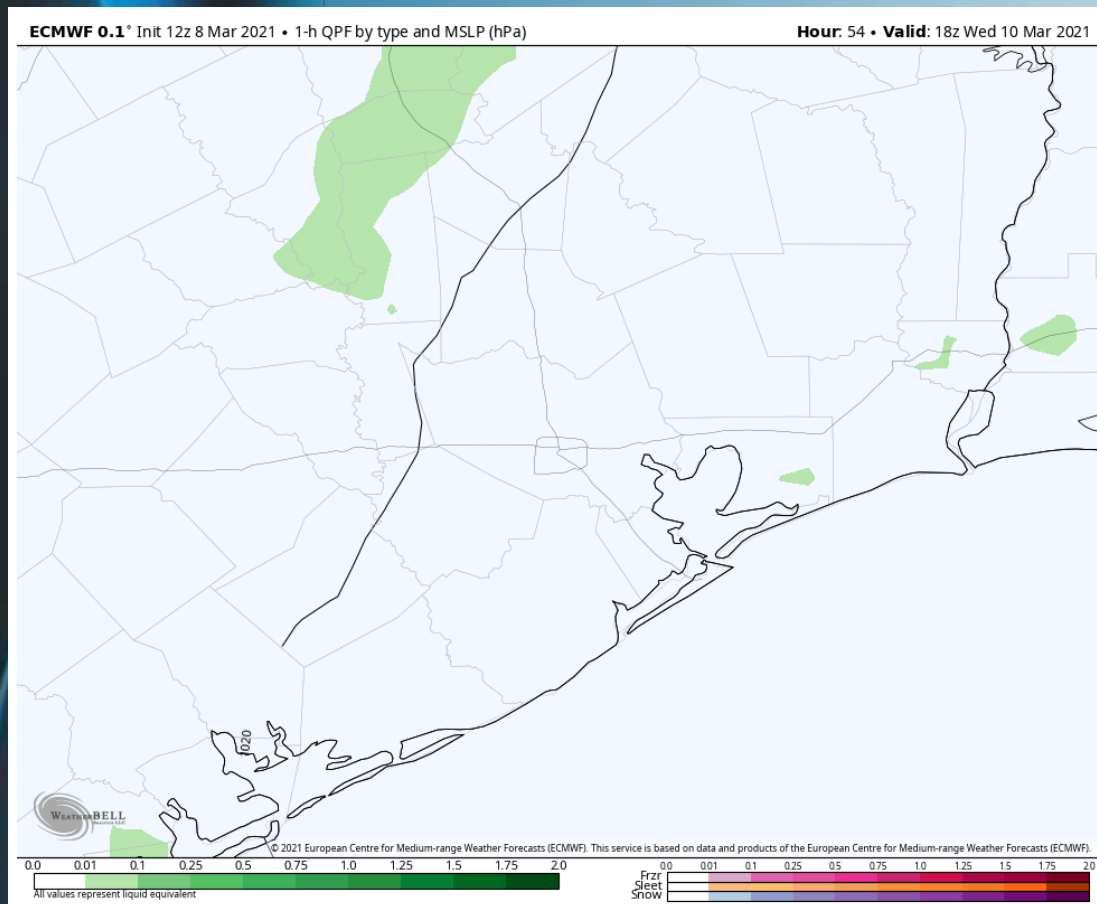 ECMWF 0.1° Init 12z 8 Mar 2021 • 1-h QPF by type and MSLP (hPa)
Hour: 54 • Valid: 18z Wed 10 Mar 2021
1020
WEATHERBELL
© 2021 European Centre for Medium-range Weather Forecasts (ECMWF). This service is based on data and products of the European Centre for Medium-range Weather Forecasts (ECMWF).
0.0 0.01 0.1 0.25 0.5 0.75 1.0 1.25 1.5 1.75 2.0
All values represent liquid equivalent
0.0 0.01 0.1 0.25 0.5 0.75 1.0 1.25 1.5 1.75 2.0
Frzr
Sleet
Snow